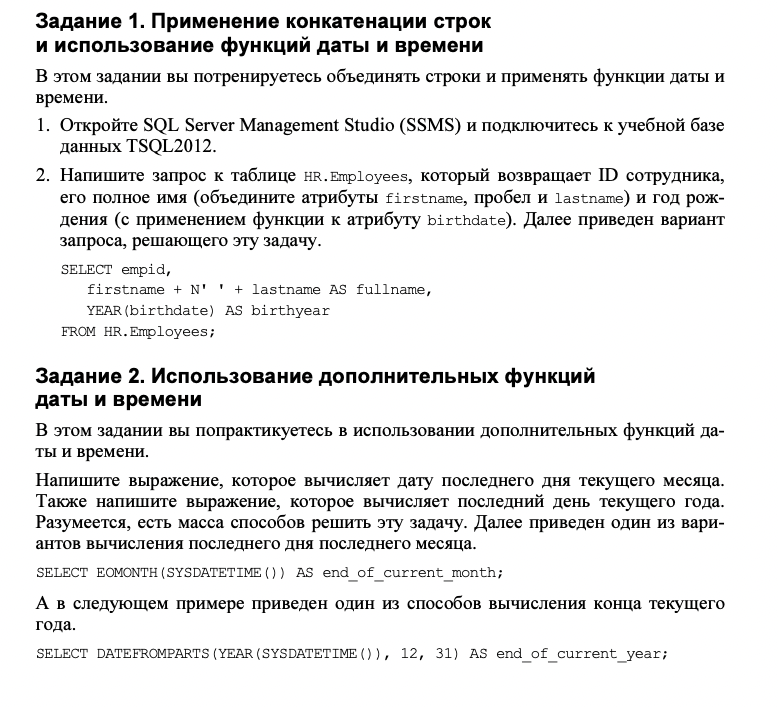 Задание 1. Применение конкатенации строк
и использование функций даты и времени
В этом задании вы потренируетесь объединять строки и применять функции даты и
времени.
1. Откройте SQL Server Management Studio (SSMS) и подключитесь к учебной базе
данных TSQL2012.
2. Напишите запрос к таблице HR.Employees, который возвращает ID сотрудника,
его полное имя (объедините атрибуты firstname, пробел и lastname) и год рож-
дения (с применением функции к атрибуту birthdate). Далее приведен вариант
запроса, решающего эту задачу.
SELECT empid,
firstname + N' ' + lastname AS fullname,
YEAR(birthdate) AS birthyear
FROM HR.Employees;
Задание 2. Использование дополнительных функций
даты и времени
В этом задании вы попрактикуетесь в использовании дополнительных функций да-
ты и времени.
Напишите выражение, которое вычисляет дату последнего дня текущего месяца.
Также напишите выражение, которое вычисляет последний день текущего года.
Разумеется, есть масса способов решить эту задачу. Далее приведен один из вари-
антов вычисления последнего дня последнего месяца.
SELECT EOMONTH(SYSDATETIME()) AS end_of_current_month;
А в следующем примере приведен один из способов вычисления конца текущего
года.
SELECT DATEFROMPARTS(YEAR(SYSDATETIME()), 12, 31) AS end_of_current_year;